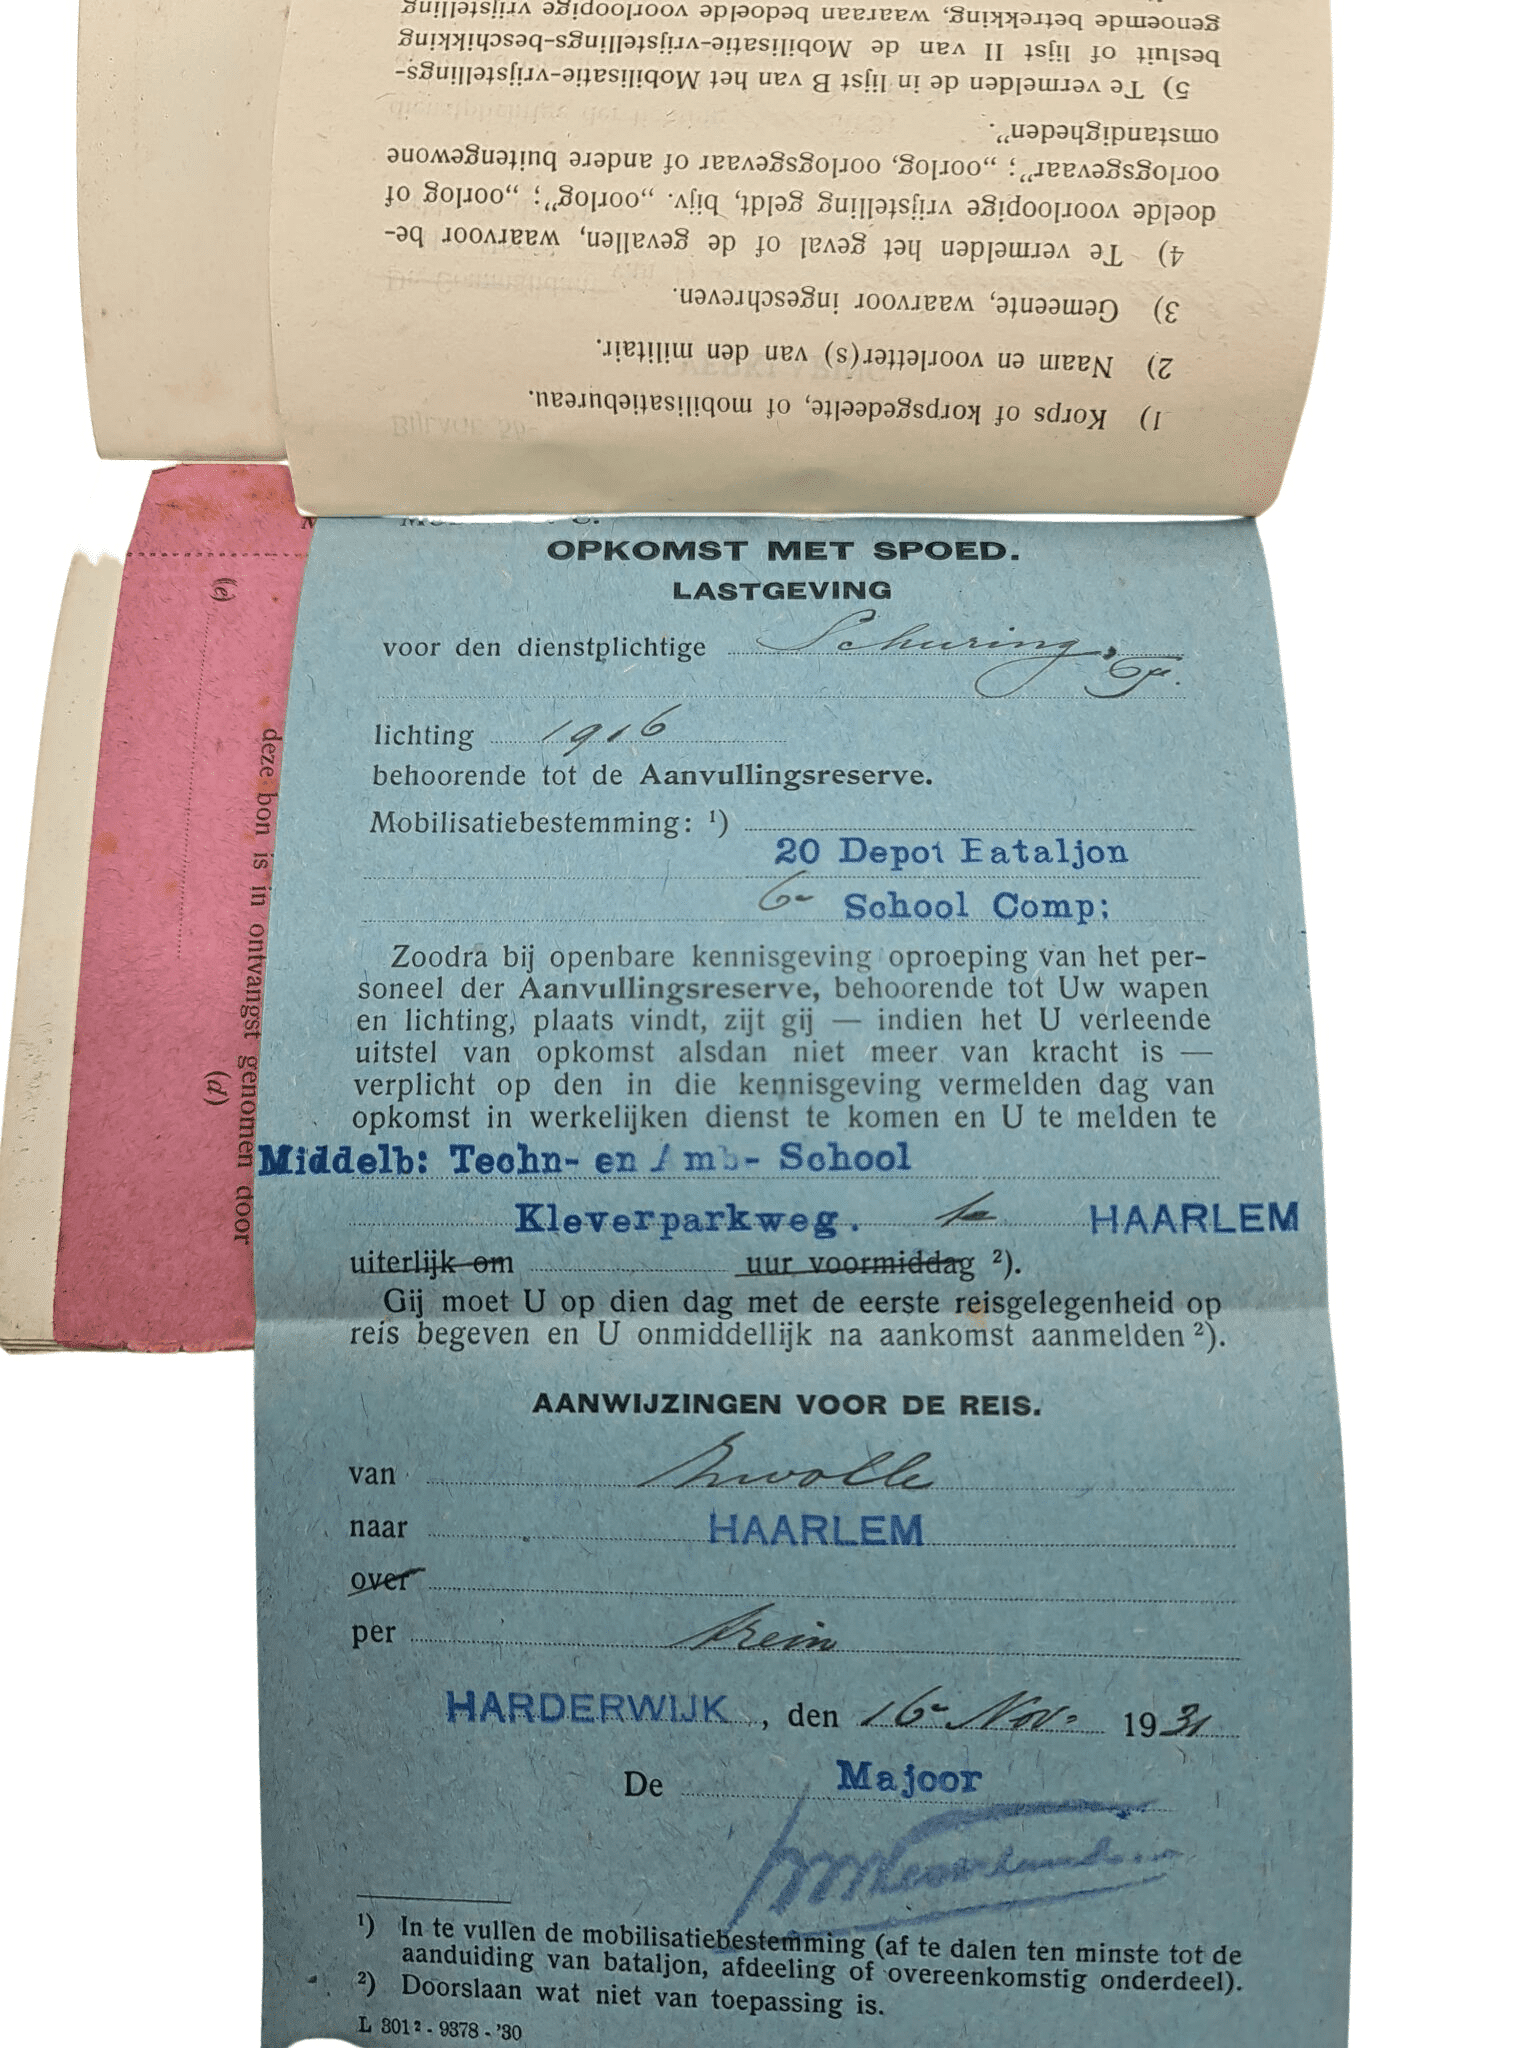 genoemde betrekking, waaraan bedoelde voorloopige vrijstelling
besluit of lijst II van de Mobilisatie-vrijstellings-beschikking
5) Te vermelden de in lijst B van het Mobilisatie-vrijstellings-
omstandigheden".
oorlogsgevaar"; „oorlog, oorlogsgevaar of andere buitengewone
doelde voorloopige vrijstelling geldt, bijv. „oorlog"; „oorlog of
4) Te vermelden het geval of de gevallen, waarvoor be-
3) Gemeente, waarvoor ingeschreven.
2) Naam en voorletter(s) van den militair.
1) Korps of korpsgedeelte, of mobilisatiebureau.
OPKOMST MET SPOED.
LASTGEVING
voor den dienstplichtige Schuring, F.
lichting 1916
behoorende tot de Aanvullingsreserve.
Mobilisatiebestemming: ¹)
20 Depot Bataljon
6e School Comp:
Zoodra bij openbare kennisgeving oproeping van het per-
soneel der Aanvullingsreserve, behoorende tot Uw wapen
en lichting, plaats vindt, zijt gij — indien het U verleende
uitstel van opkomst alsdan niet meer van kracht is —
verplicht op den in die kennisgeving vermelden dag van
opkomst in werkelijken dienst te komen en U te melden te
Middelb: Techn- en Amb- School
Kleverparkweg. te HAARLEM
uiterlijk om uur voormiddag ²).
Gij moet U op dien dag met de eerste reisgelegenheid op
reis begeven en U onmiddellijk na aankomst aanmelden ²).
AANWIJZINGEN VOOR DE REIS.
van Zwolle
naar HAARLEM
over
per trein
HARDERWIJK, den 16e Nov. 1931
De Majoor
¹) In te vullen de mobilisatiebestemming (af te dalen ten minste tot de
aanduiding van bataljon, afdeeling of overeenkomstig onderdeel).
²) Doorslaan wat niet van toepassing is.
L 301² - 9378 - '30
(e)
deze bon is in ontvangst genomen door
(d)